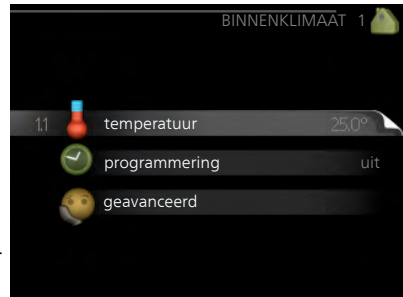 BINNENKLIMAAT 1
1.1 temperatuur 25.0°
programmering uit
geavanceerd